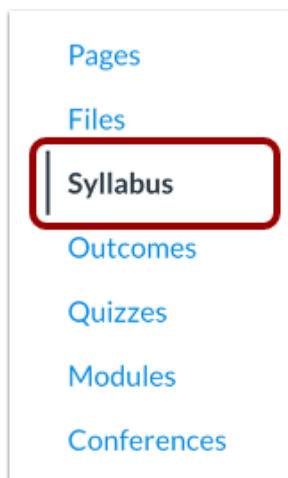 Pages
Files
Syllabus
Outcomes
Quizzes
Modules
Conferences